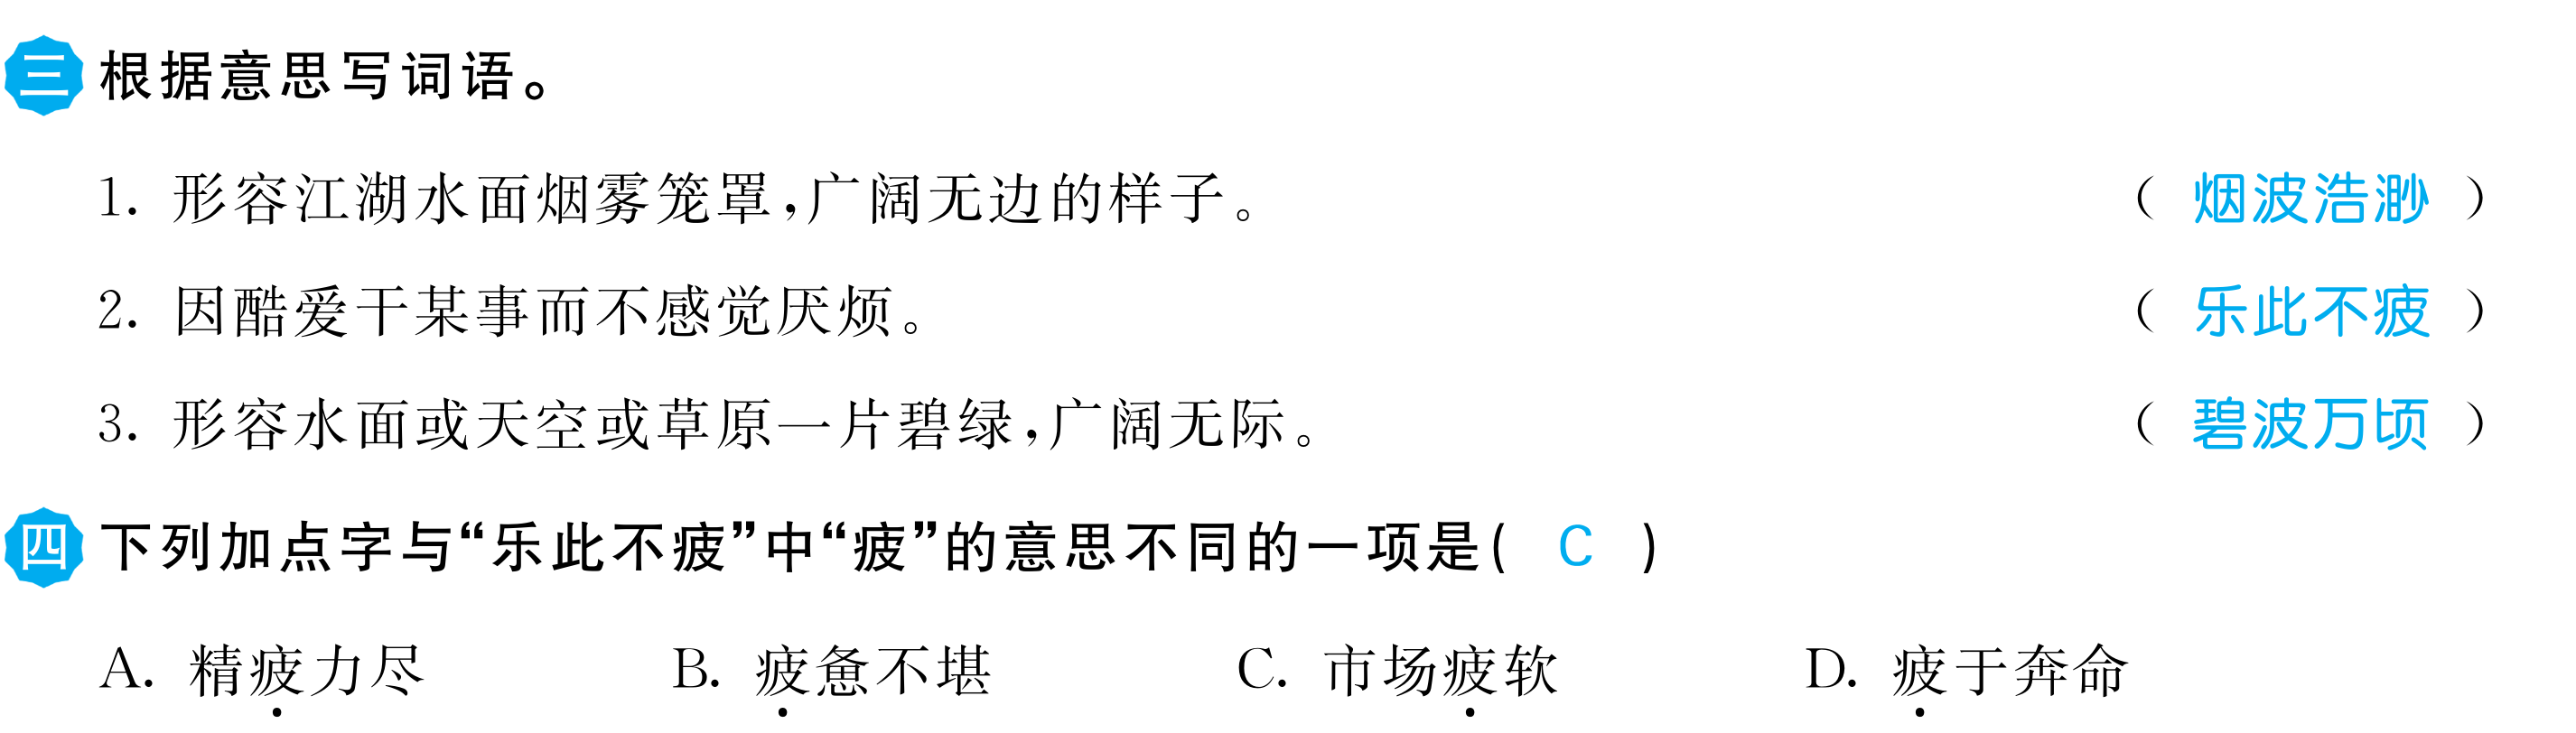 三 根据意思写词语。
1. 形容江湖水面烟雾笼罩,广阔无边的样子。 ( 烟波浩渺 )
2. 因酷爱干某事而不感觉厌烦。 ( 乐此不疲 )
3. 形容水面或天空或草原一片碧绿,广阔无际。 ( 碧波万顷 )
四 下列加点字与“乐此不疲”中“疲”的意思不同的一项是( C )
A. 精疲力尽 B. 疲惫不堪 C. 市场疲软 D. 疲于奔命